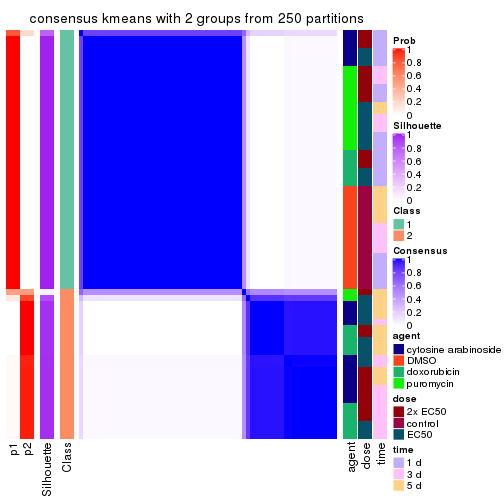 consensus kmeans with 2 groups from 250 partitions
Prob
1
0.8
0.6
0.4
0.2
0
Silhouette
1
0.8
0.6
0.4
0.2
0
Class
1
2
Consensus
1
0.8
0.6
0.4
0.2
0
agent
cytosine arabinoside
DMSO
doxorubicin
puromycin
dose
2x EC50
control
EC50
time
1 d
3 d
5 d
p1
p2
Silhouette
Class
agent
dose
time